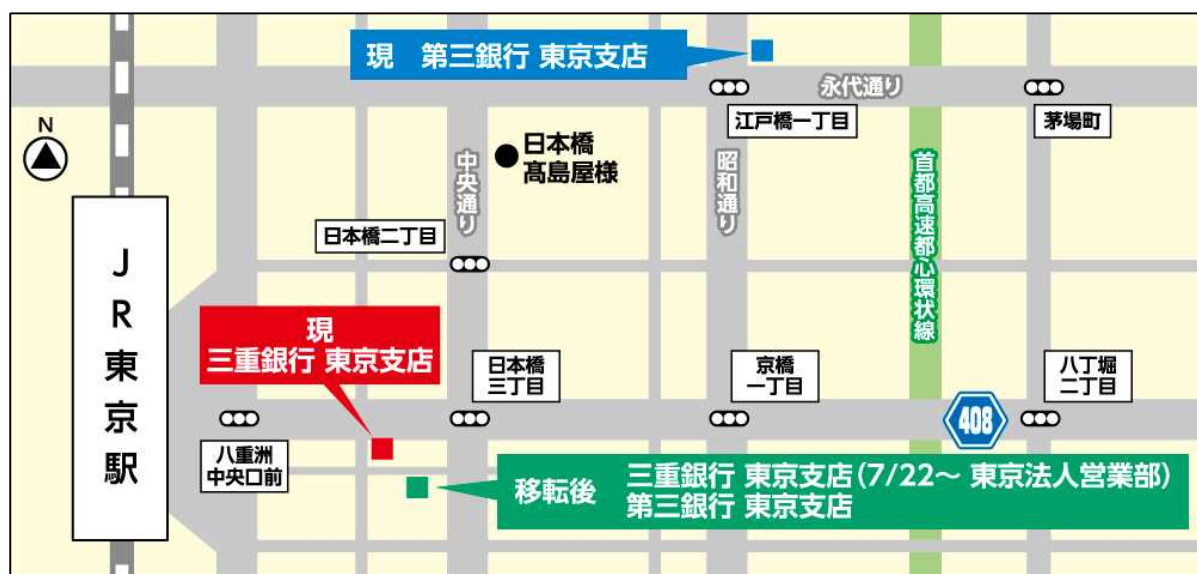 現 第三銀行 東京支店
永代通り
N
江戸橋一丁目
茅場町
日本橋
髙島屋様
中央通り
昭和通り
首都高速都心環状線
日本橋二丁目
JR東京駅
現
三重銀行 東京支店
日本橋
三丁目
京橋
一丁目
八丁堀
二丁目
408
八重洲
中央口前
移転後
三重銀行 東京支店(7/22～ 東京法人営業部)
第三銀行 東京支店